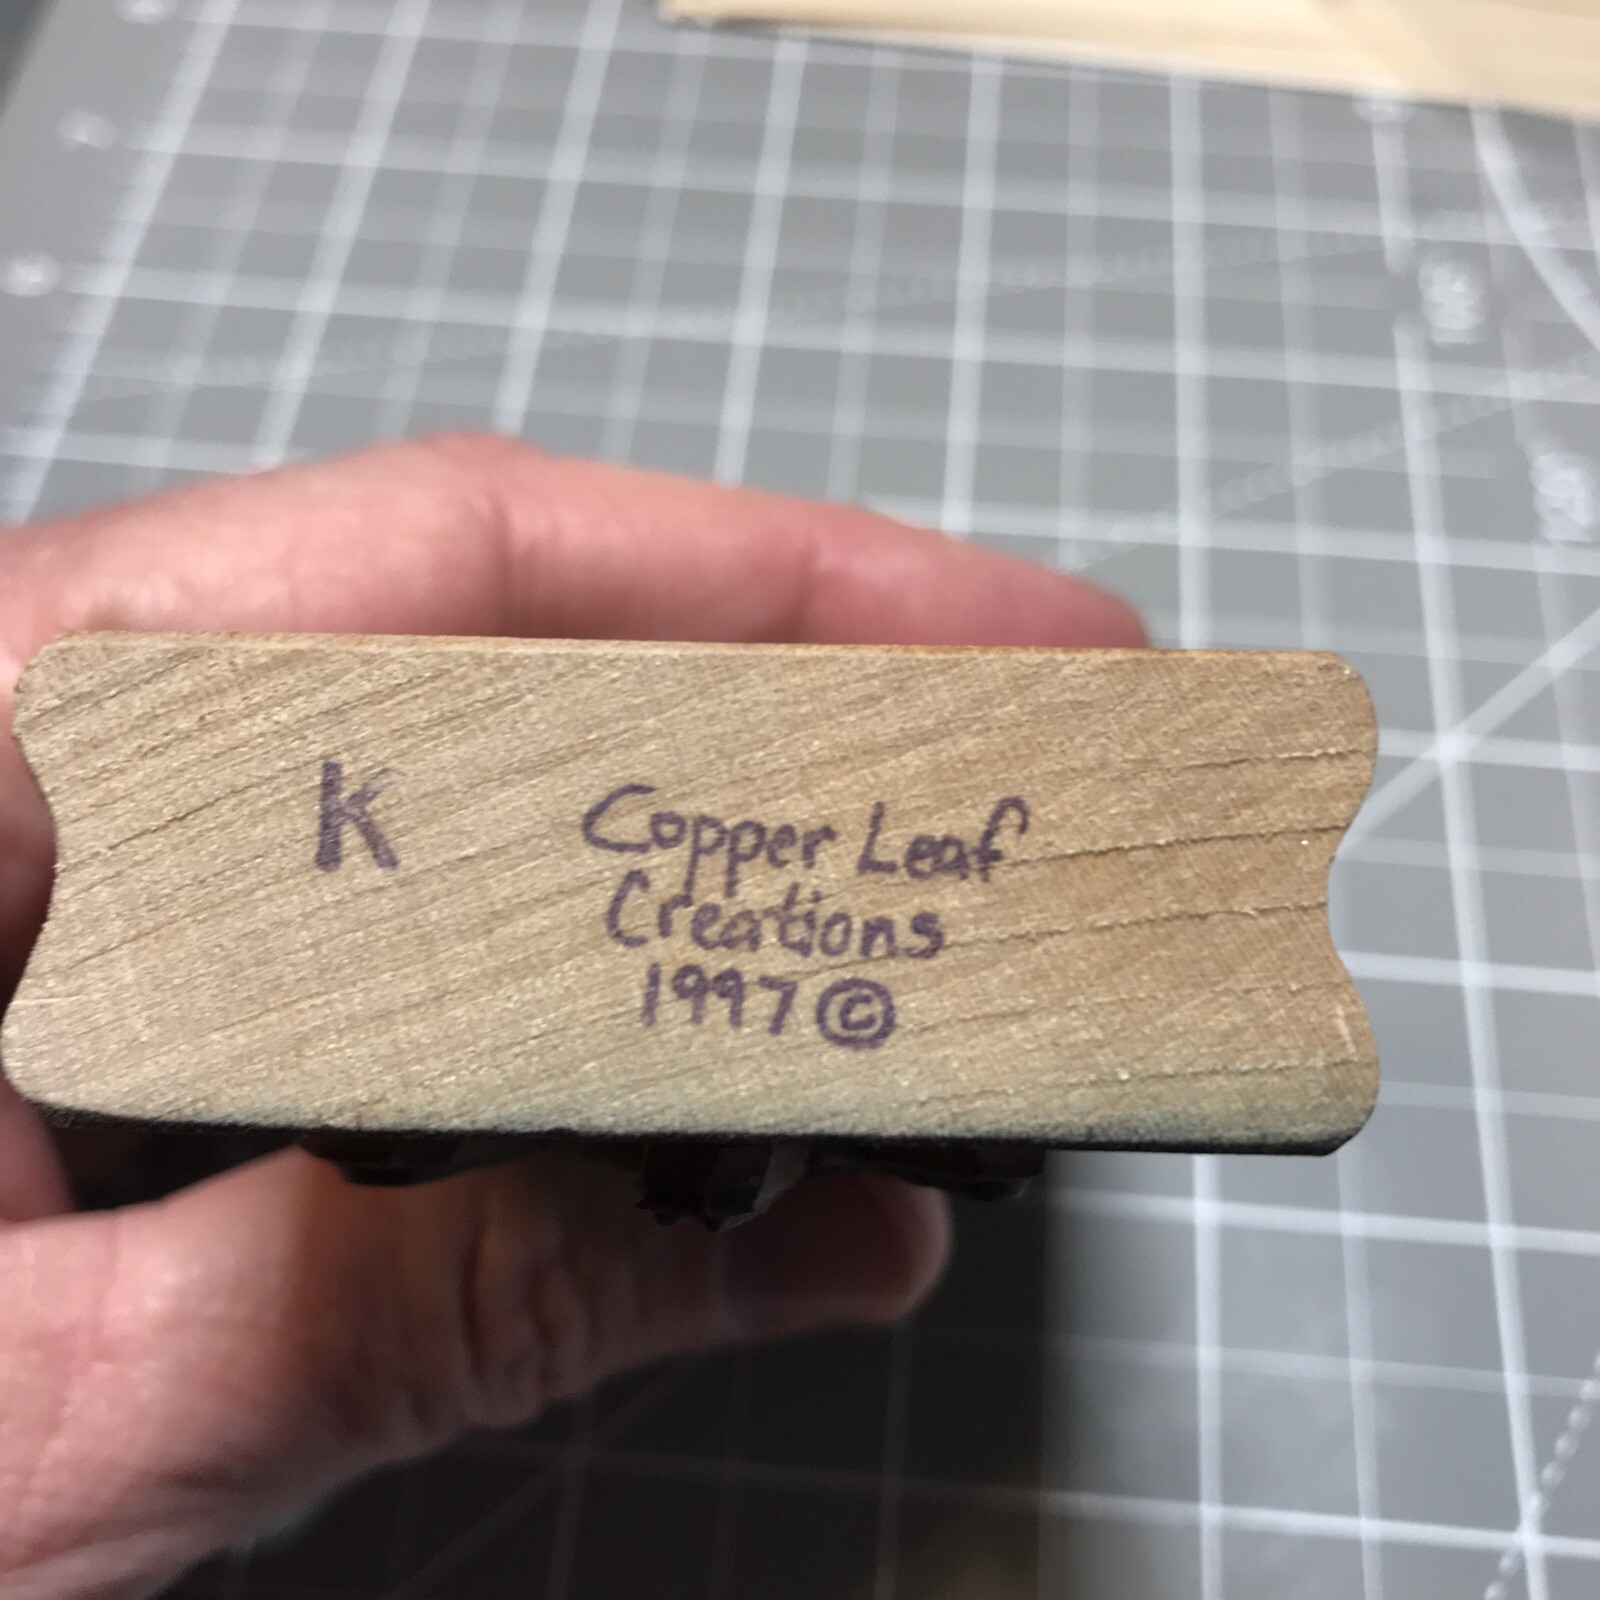 K
Copper Leaf
Creations
1997 ©